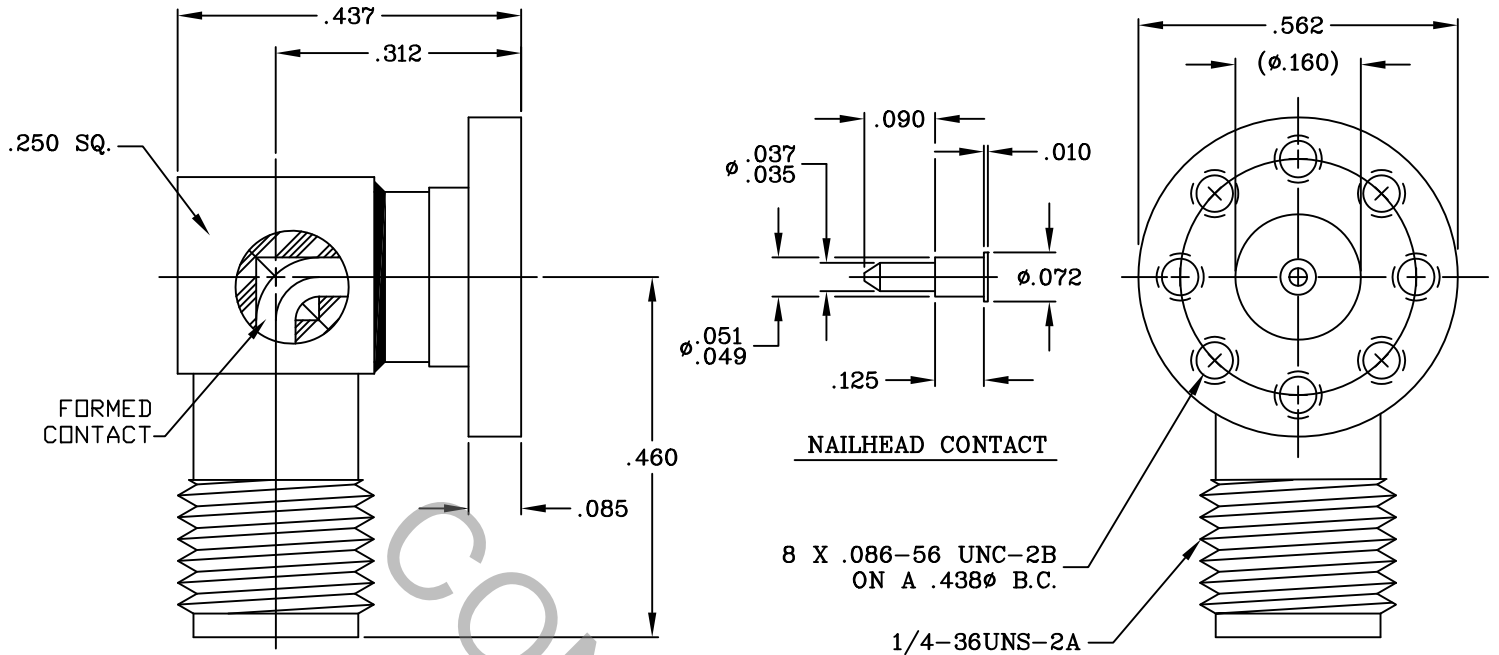 .437
.312
.250 SQ.
FORMED
CONTACT
.460
.085
.090
.010
ø.037
.035
ø.072
ø.051
.049
.125
NAILHEAD CONTACT
.562
(ø.160)
8 X .086-56 UNC-2B
ON A .438ø B.C.
1/4-36UNS-2A